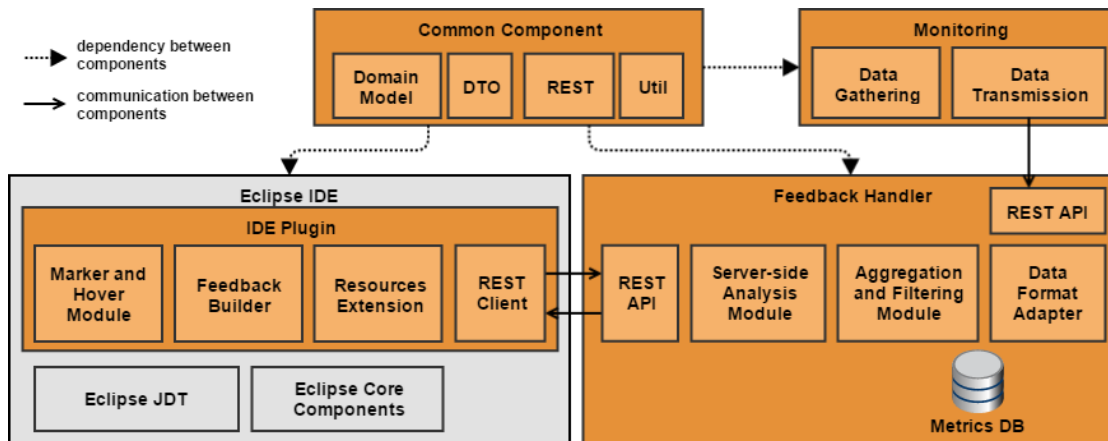 dependency between
components
communication between
components
Common Component
Domain
Model
DTO
REST
Util
Monitoring
Data
Gathering
Data
Transmission
Eclipse IDE
IDE Plugin
Marker and
Hover
Module
Feedback
Builder
Resources
Extension
REST
Client
Eclipse JDT
Eclipse Core
Components
Feedback Handler
REST API
REST
API
Server-side
Analysis
Module
Aggregation
and Filtering
Module
Data
Format
Adapter
Metrics DB